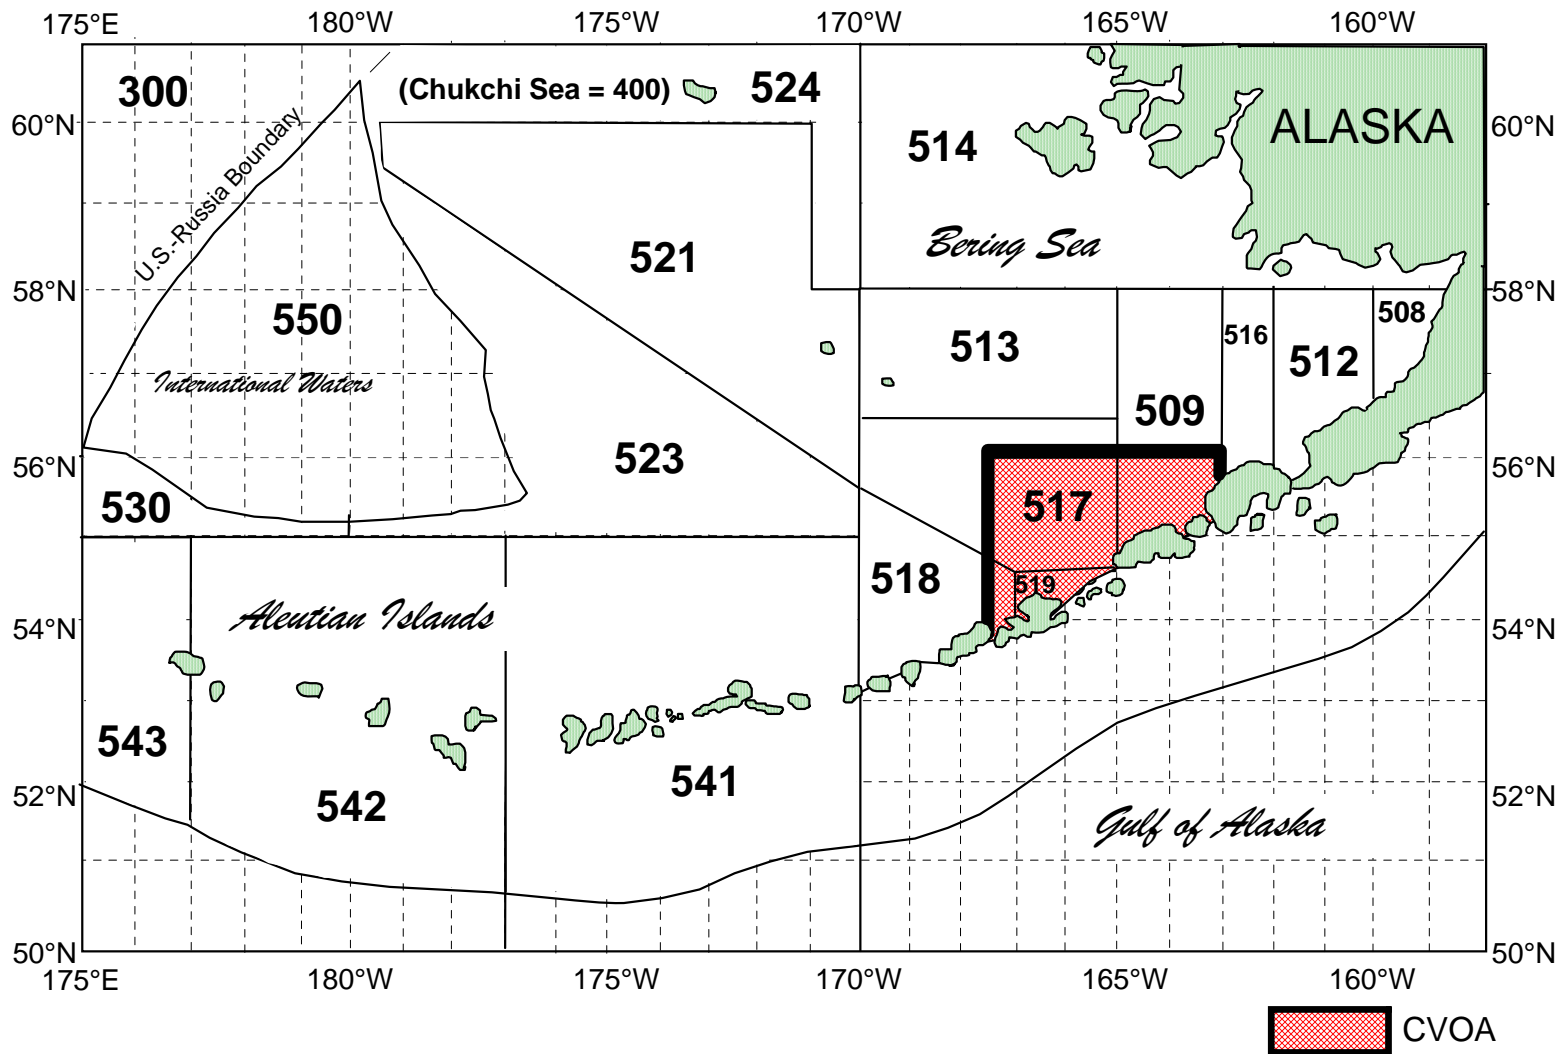 175°E 180°W 175°W 170°W 165°W 160°W
300 (Chukchi Sea = 400) 524
60°N ALASKA 60°N
U.S.-Russia Boundary
514
Bering Sea
521
58°N 58°N
550 508
516
513 512
International Waters
509
523
56°N 56°N
530 517
518 519
Aleutian Islands
54°N 54°N
543
541
52°N 52°N
542
Gulf of Alaska
50°N 50°N
175°E 180°W 175°W 170°W 165°W 160°W
CVOA